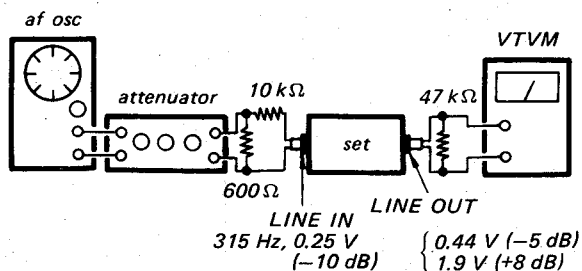 af osc
attenuator
10 kΩ
600 Ω
set
47 kΩ
VTVM
LINE IN
315 Hz, 0.25 V
(−10 dB)
LINE OUT
0.44 V (−5 dB)
1.9 V (+8 dB)